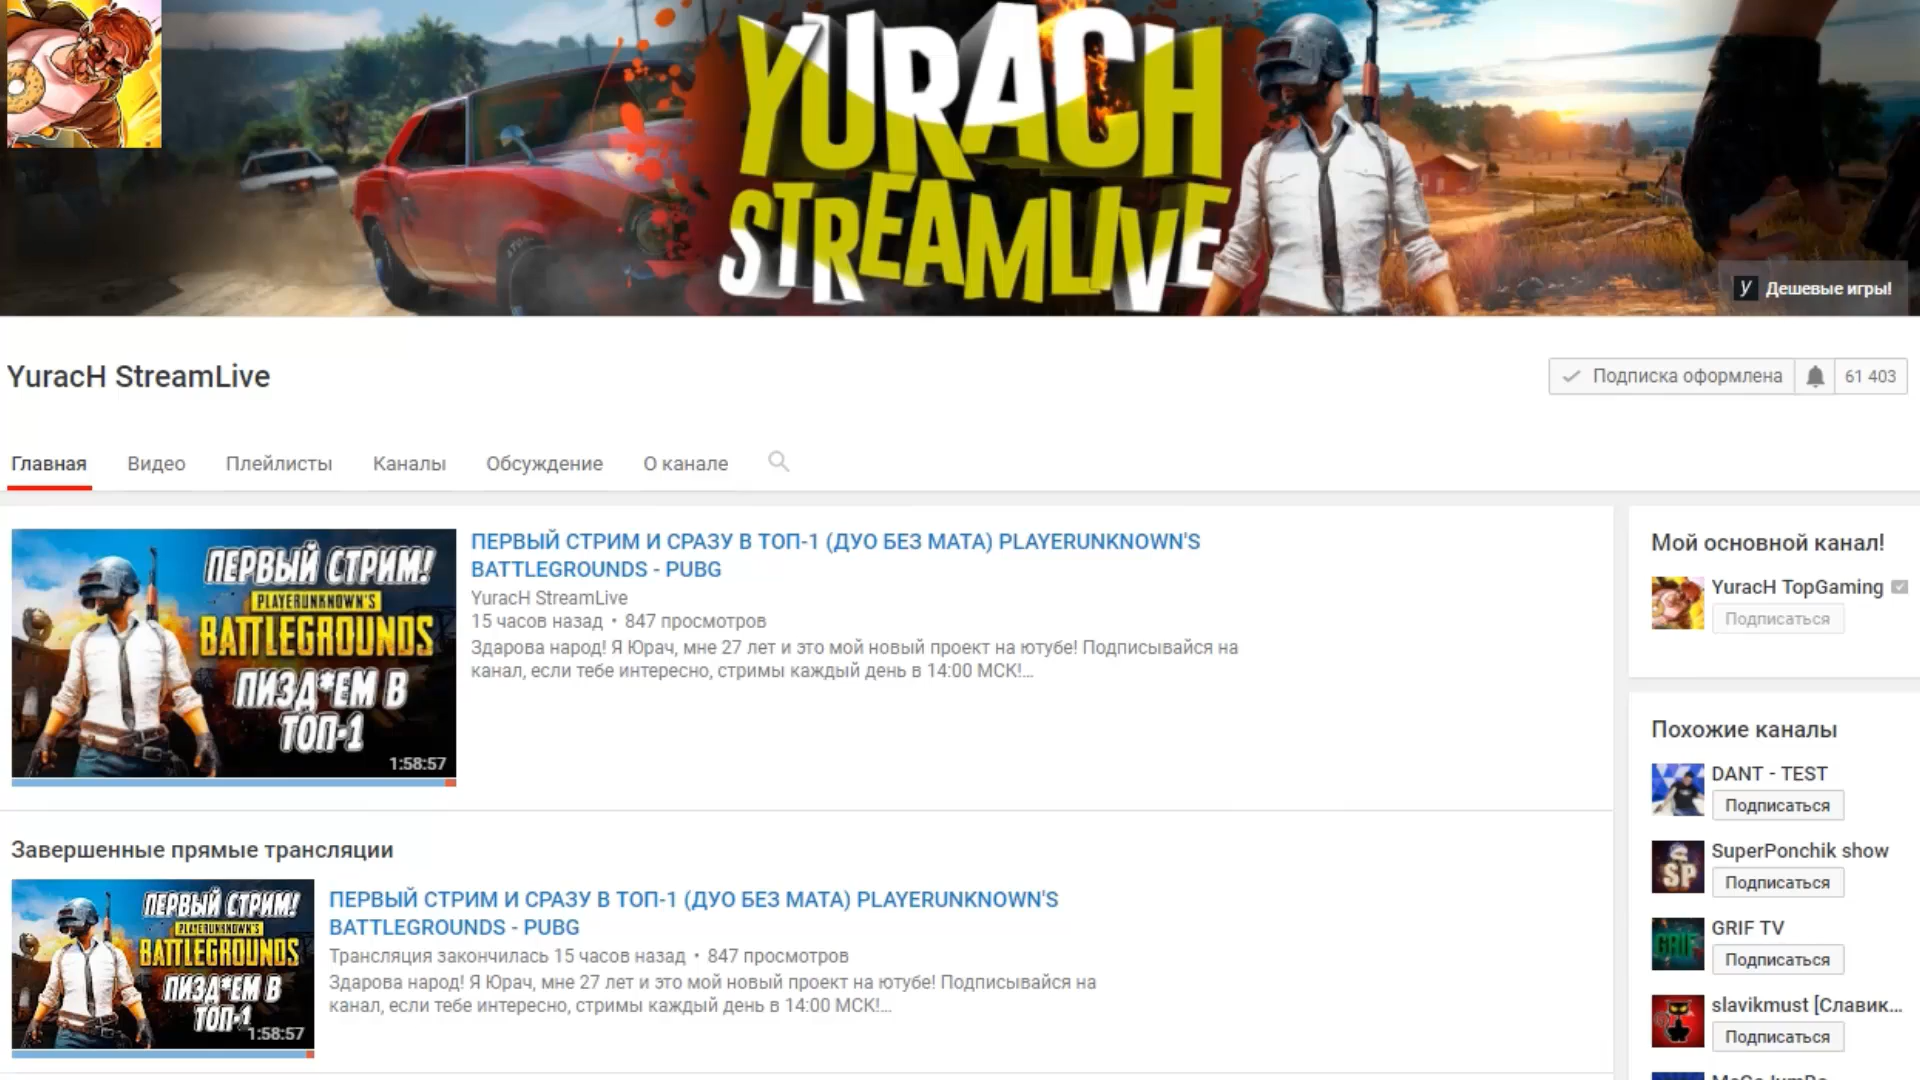 YURACH
STREAMLIVE
У Дешевые игры!
YuracH StreamLive
Подписка оформлена 61 403
Главная Видео Плейлисты Каналы Обсуждение О канале
ПЕРВЫЙ СТРИМ!
PLAYERUNKNOWN'S
BATTLEGROUNDS
ПИЗД*ЕМ В
ТОП-1
1:58:57
ПЕРВЫЙ СТРИМ И СРАЗУ В ТОП-1 (ДУО БЕЗ МАТА) PLAYERUNKNOWN'S
BATTLEGROUNDS - PUBG
YuracH StreamLive
15 часов назад • 847 просмотров
Здарова народ! Я Юрач, мне 27 лет и это мой новый проект на ютубе! Подписывайся на
канал, если тебе интересно, стримы каждый день в 14:00 МСК!...
Завершенные прямые трансляции
ПЕРВЫЙ СТРИМ!
PLAYERUNKNOWN'S
BATTLEGROUNDS
ПИЗД*ЕМ В
ТОП-1
1:58:57
ПЕРВЫЙ СТРИМ И СРАЗУ В ТОП-1 (ДУО БЕЗ МАТА) PLAYERUNKNOWN'S
BATTLEGROUNDS - PUBG
Трансляция закончилась 15 часов назад • 847 просмотров
Здарова народ! Я Юрач, мне 27 лет и это мой новый проект на ютубе! Подписывайся на
канал, если тебе интересно, стримы каждый день в 14:00 МСК!...
Мой основной канал!
YuracH TopGaming
Подписаться
Похожие каналы
DANT - TEST
Подписаться
SP
SuperPonchik show
Подписаться
GRIF
GRIF TV
Подписаться
slavikmust [Славик...
Подписаться